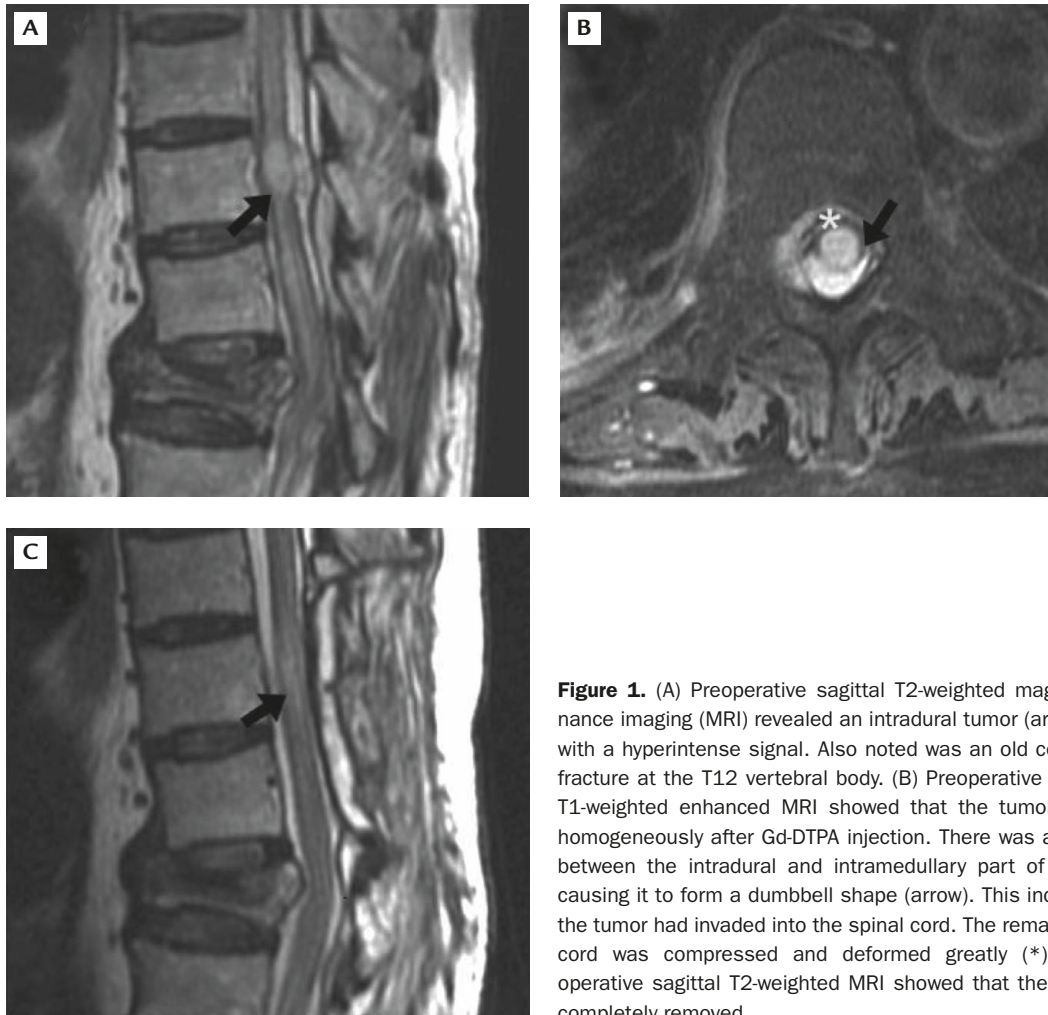 A
B
*
C
Figure 1. (A) Preoperative sagittal T2-weighted mag
nance imaging (MRI) revealed an intradural tumor (ar
with a hyperintense signal. Also noted was an old co
fracture at the T12 vertebral body. (B) Preoperative
T1-weighted enhanced MRI showed that the tumor
homogeneously after Gd-DTPA injection. There was a
between the intradural and intramedullary part of
causing it to form a dumbbell shape (arrow). This inc
the tumor had invaded into the spinal cord. The rema
cord was compressed and deformed greatly (*)
operative sagittal T2-weighted MRI showed that the
completely removed